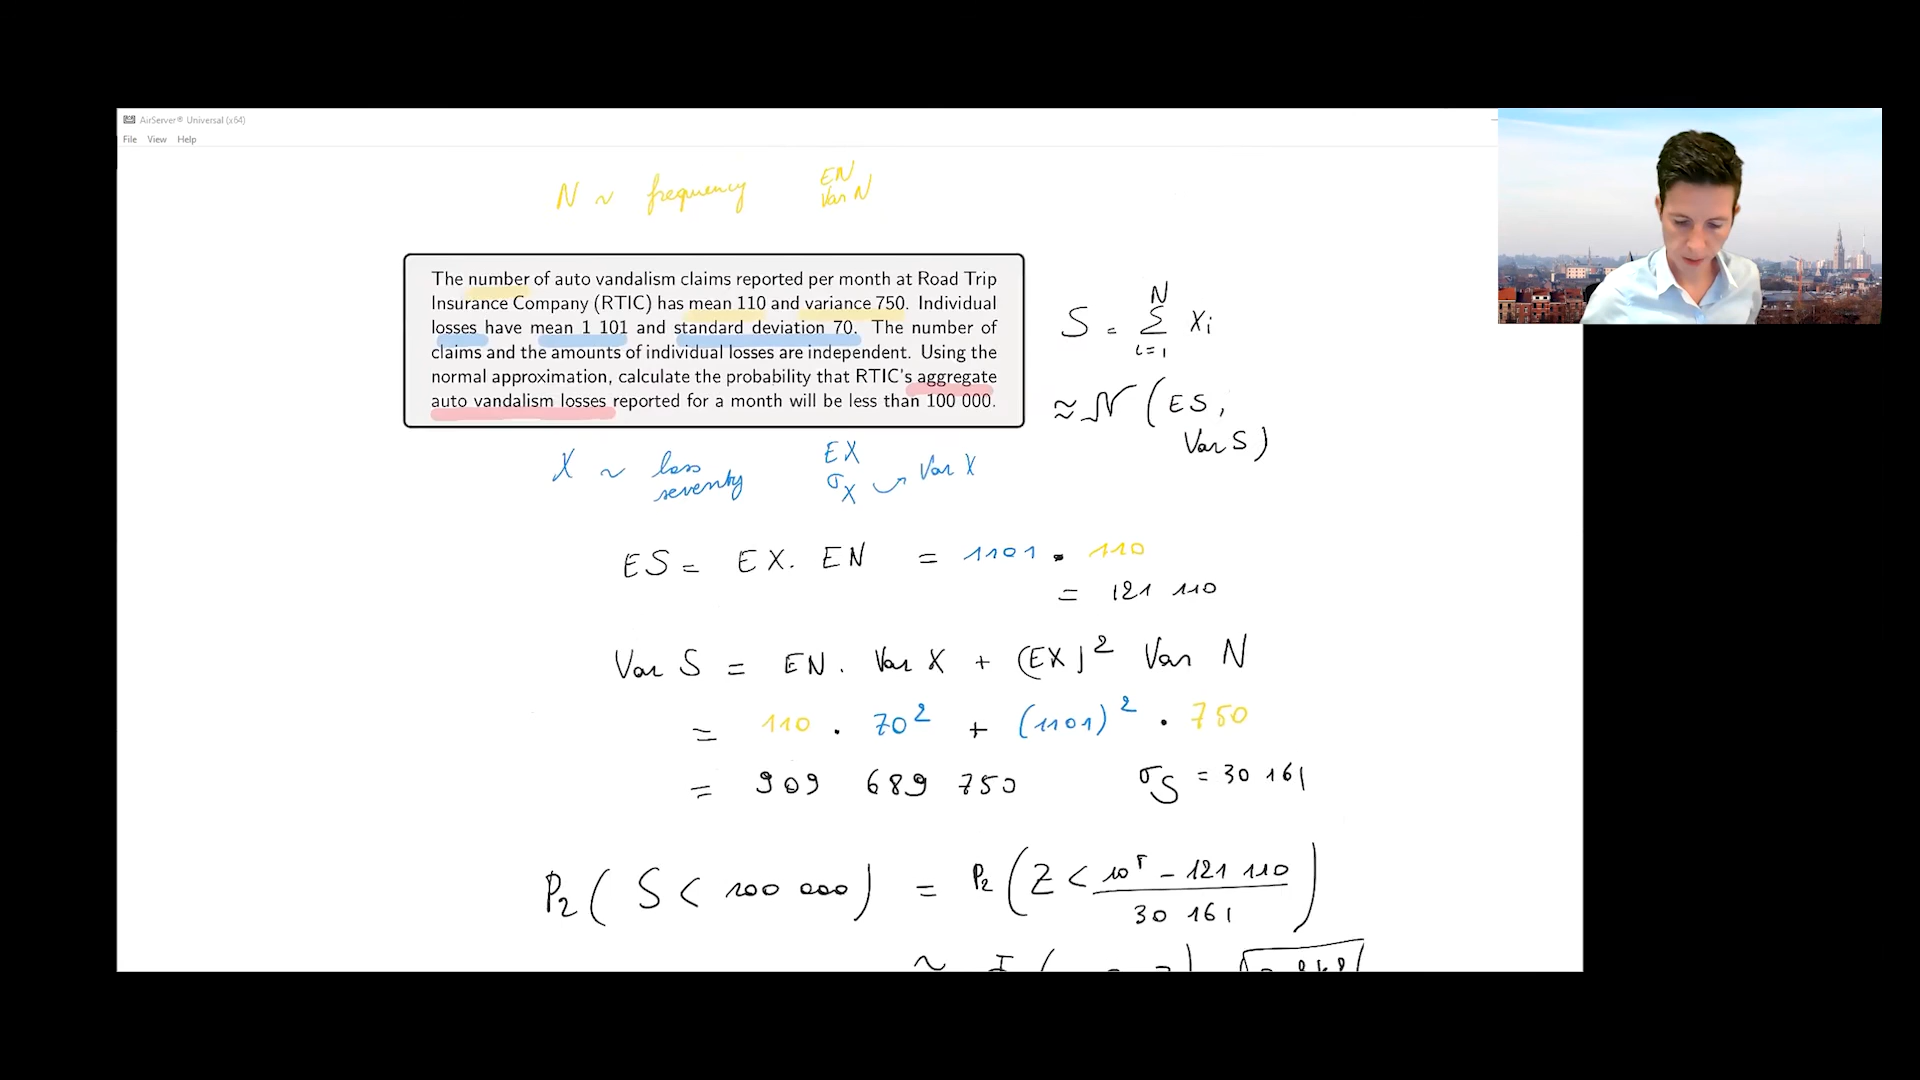 AirServer® Universal (x64)
File View Help
N ~ frequency EN
Var N
The number of auto vandalism claims reported per month at Road Trip
Insurance Company (RTIC) has mean 110 and variance 750. Individual
losses have mean 1 101 and standard deviation 70. The number of
claims and the amounts of individual losses are independent. Using the
normal approximation, calculate the probability that RTIC's aggregate
auto vandalism losses reported for a month will be less than 100 000.
S = N Σ i=1 Xi
≈ N (ES,
Var S)
X ~ loss severity EX
σX → Var X
ES = EX. EN = 1101 • 110
= 121 110
Var S = EN. Var X + (EX)² Var N
= 110 . 70² + (1101)² . 750
= 909 689 750 σS = 30 161
Pr( S < 100 000) = Pr( Z < 10⁵ - 121 110 / 30 161 )